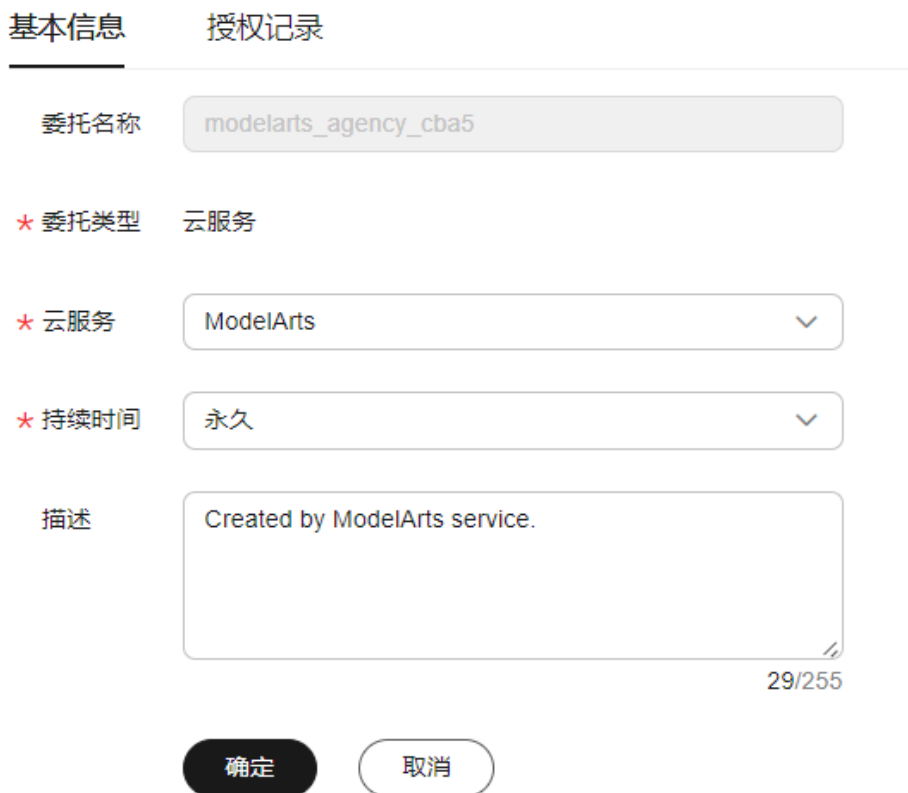 基本信息 授权记录
委托名称 modelarts_agency_cba5
* 委托类型 云服务
* 云服务 ModelArts
* 持续时间 永久
描述 Created by ModelArts service.
29/255
确定 取消